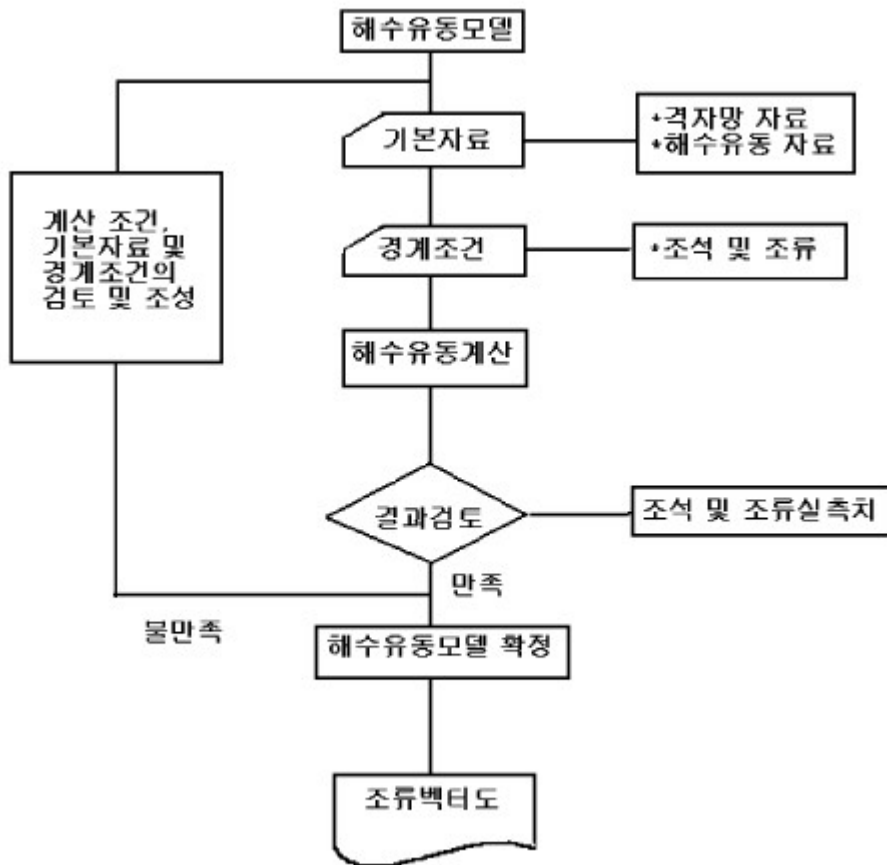 해수유동모델
기본자료
*격자망 자료
*해수유동 자료
계산 조건,
기본자료 및
경계조건의
검토 및 조성
경계조건
*조석 및 조류
해수유동계산
결과검토
조석 및 조류실측치
만족
불만족
해수유동모델 확정
조류벡터도